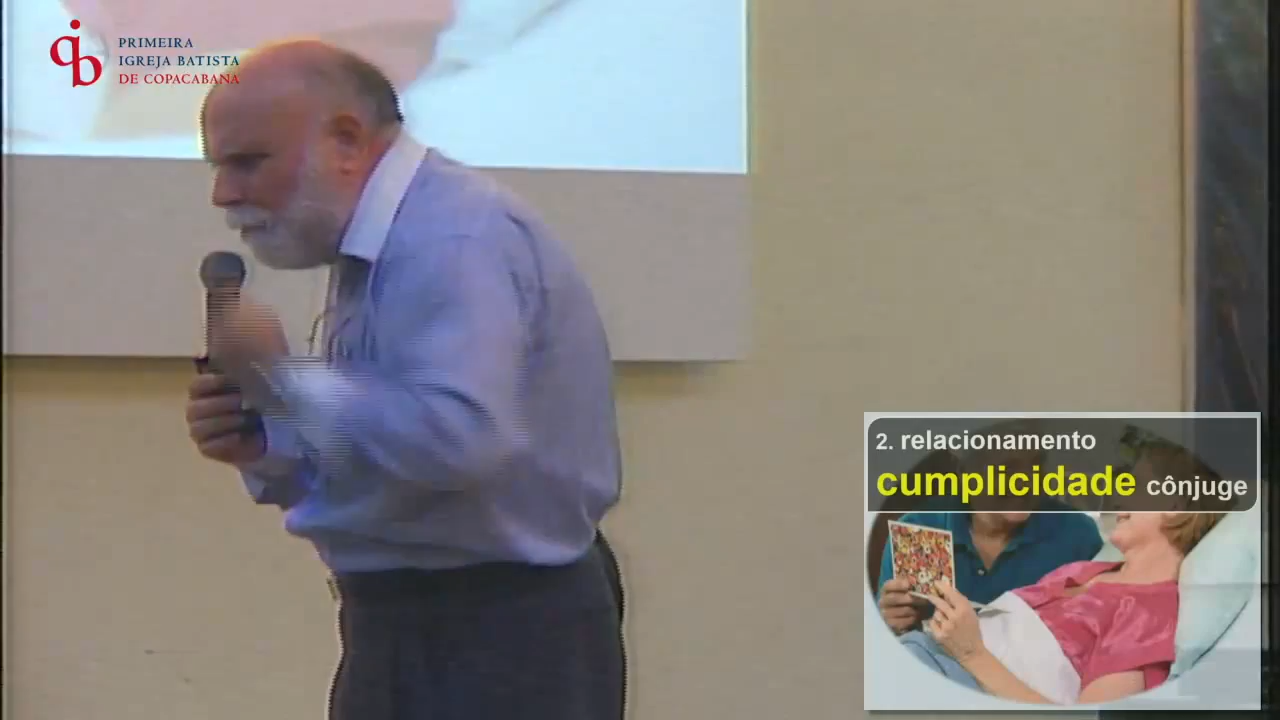 PRIMEIRA
IGREJA BATISTA
DE COPACABANA
2. relacionamento
cumplicidade cônjuge